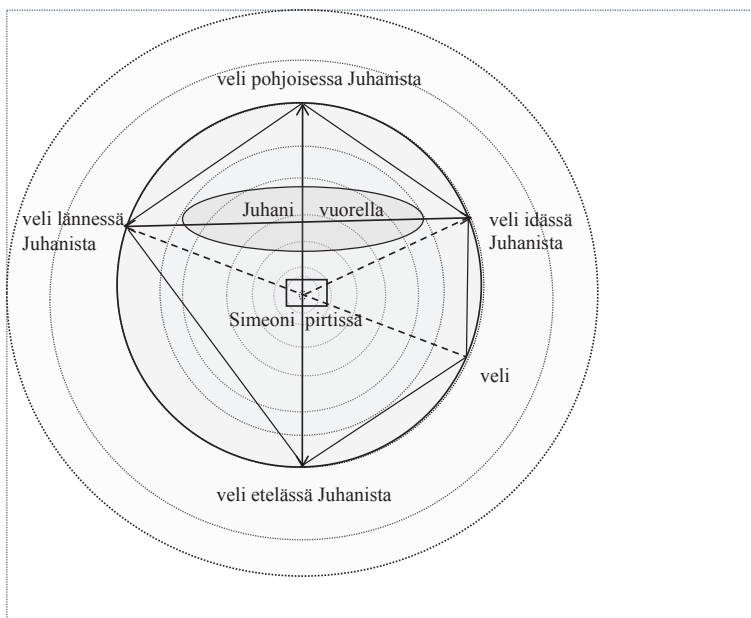 veli pohjoisessa Juhanista
Juhani vuorella
veli lännessä
Juhanista
veli idässä
Juhanista
Simeoni pirtissä
veli
veli etelässä Juhanista